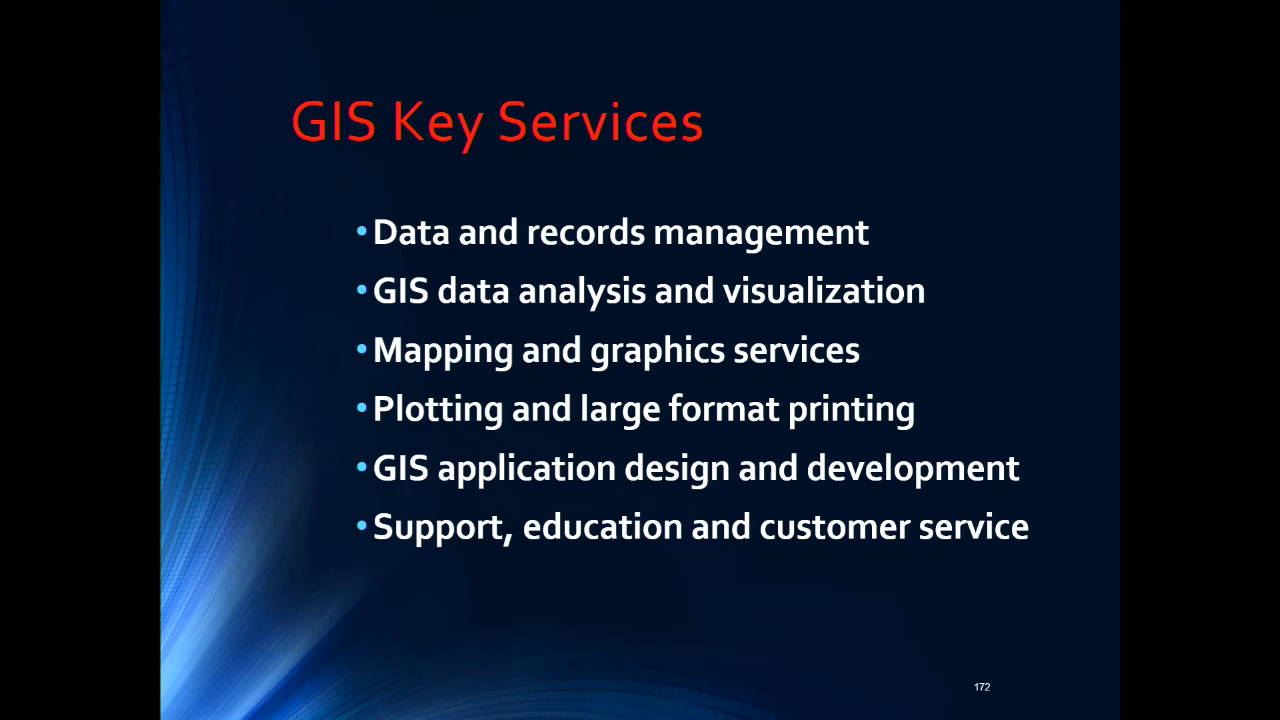 GIS Key Services
• Data and records management
• GIS data analysis and visualization
• Mapping and graphics services
• Plotting and large format printing
• GIS application design and development
• Support, education and customer service
172